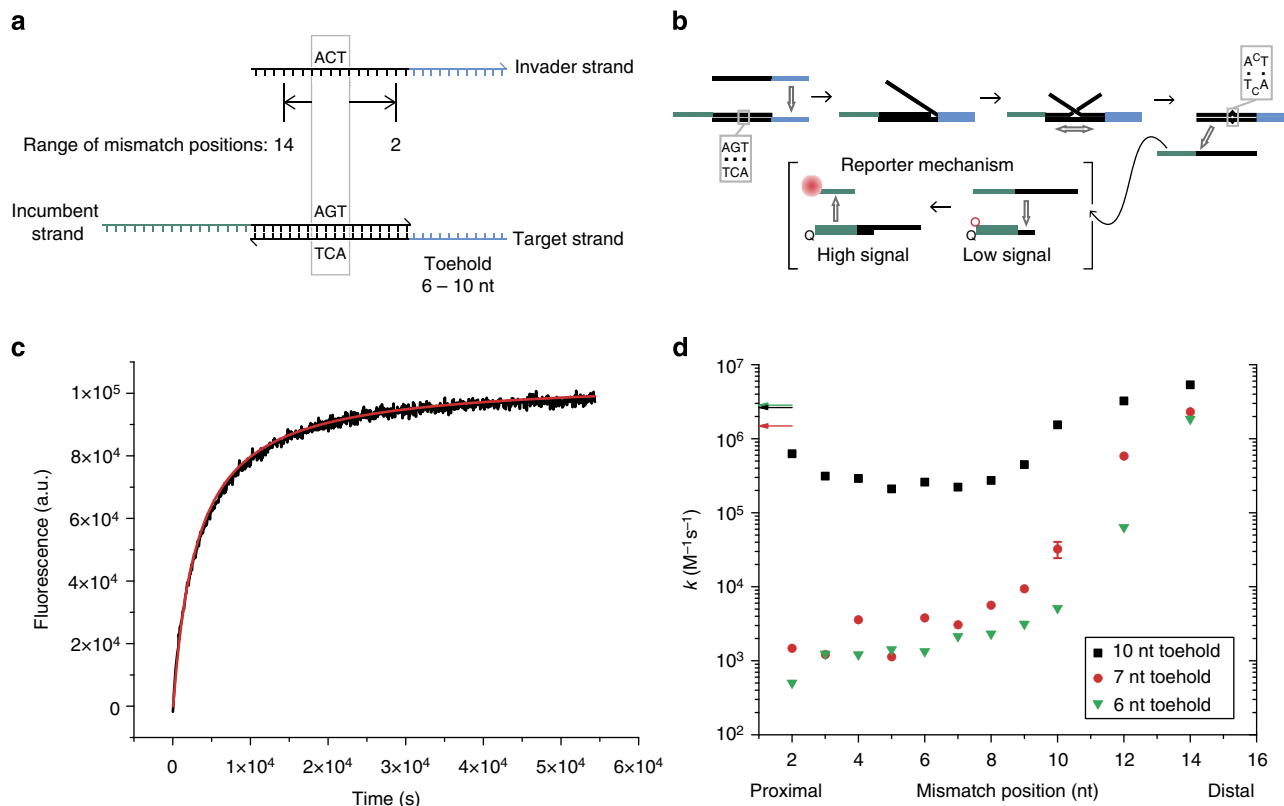 a
ACT
Invader strand
Range of mismatch positions: 14 2
Incumbent strand
AGT
TCA
Target strand
Toehold
6 – 10 nt
b
AGT
TCA
ACT
TCA
Reporter mechanism
Q
High signal
Q
Low signal
c
Fluorescence (a.u.)
1×10⁵
8×10⁴
6×10⁴
4×10⁴
2×10⁴
0
0 1×10⁴ 2×10⁴ 3×10⁴ 4×10⁴ 5×10⁴ 6×10⁴
Time (s)
d
k (M⁻¹s⁻¹)
10⁷
10⁶
10⁵
10⁴
10³
10²
10 nt toehold
7 nt toehold
6 nt toehold
2 4 6 8 10 12 14 16
Proximal Mismatch position (nt) Distal